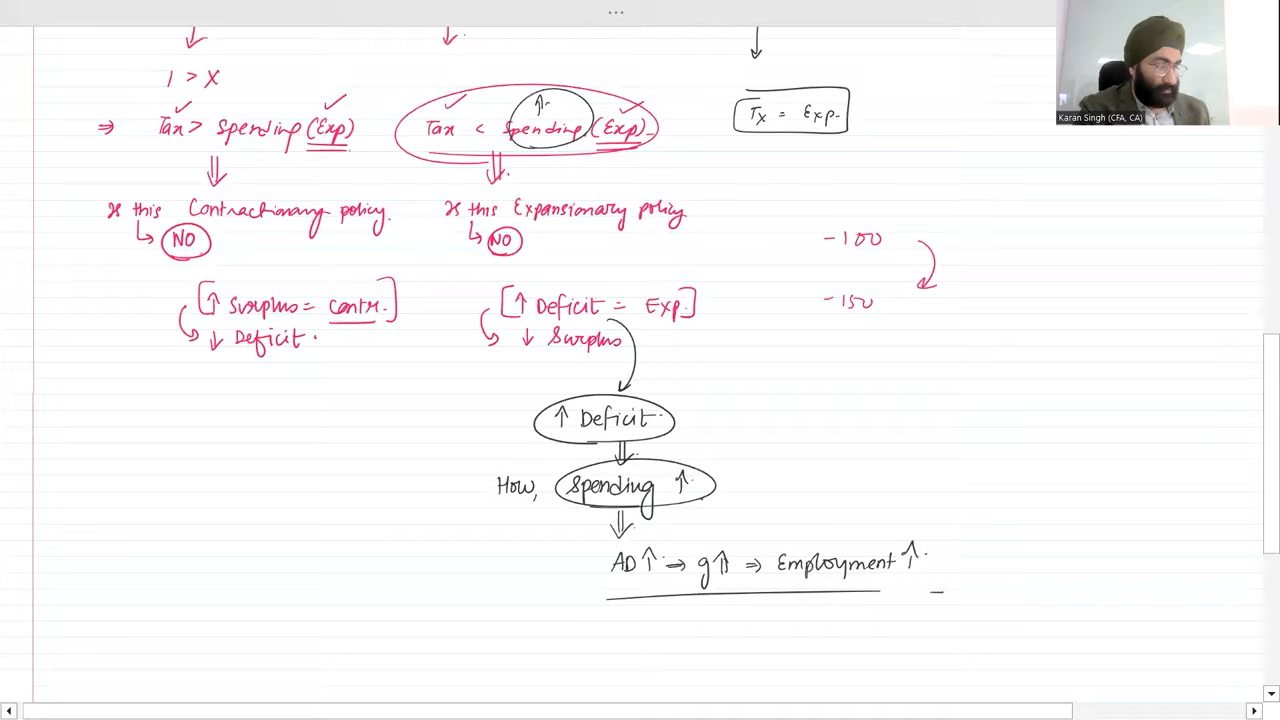 1 > X
⇒ Tax > Spending (Exp)
Tax < Spending (Exp)
Tx = Exp.
Is this Contractionary policy.
↳ NO
Is this Expansionary policy
↳ NO
-100
-150
[↑ Surplus = Contr.]
↓ Deficit.
[↑ Deficit = Exp.]
↓ Surplus
↑ Deficit.
How, Spending ↑
AD↑ → g↑ ⇒ Employment ↑
Karan Singh (CFA, CA)